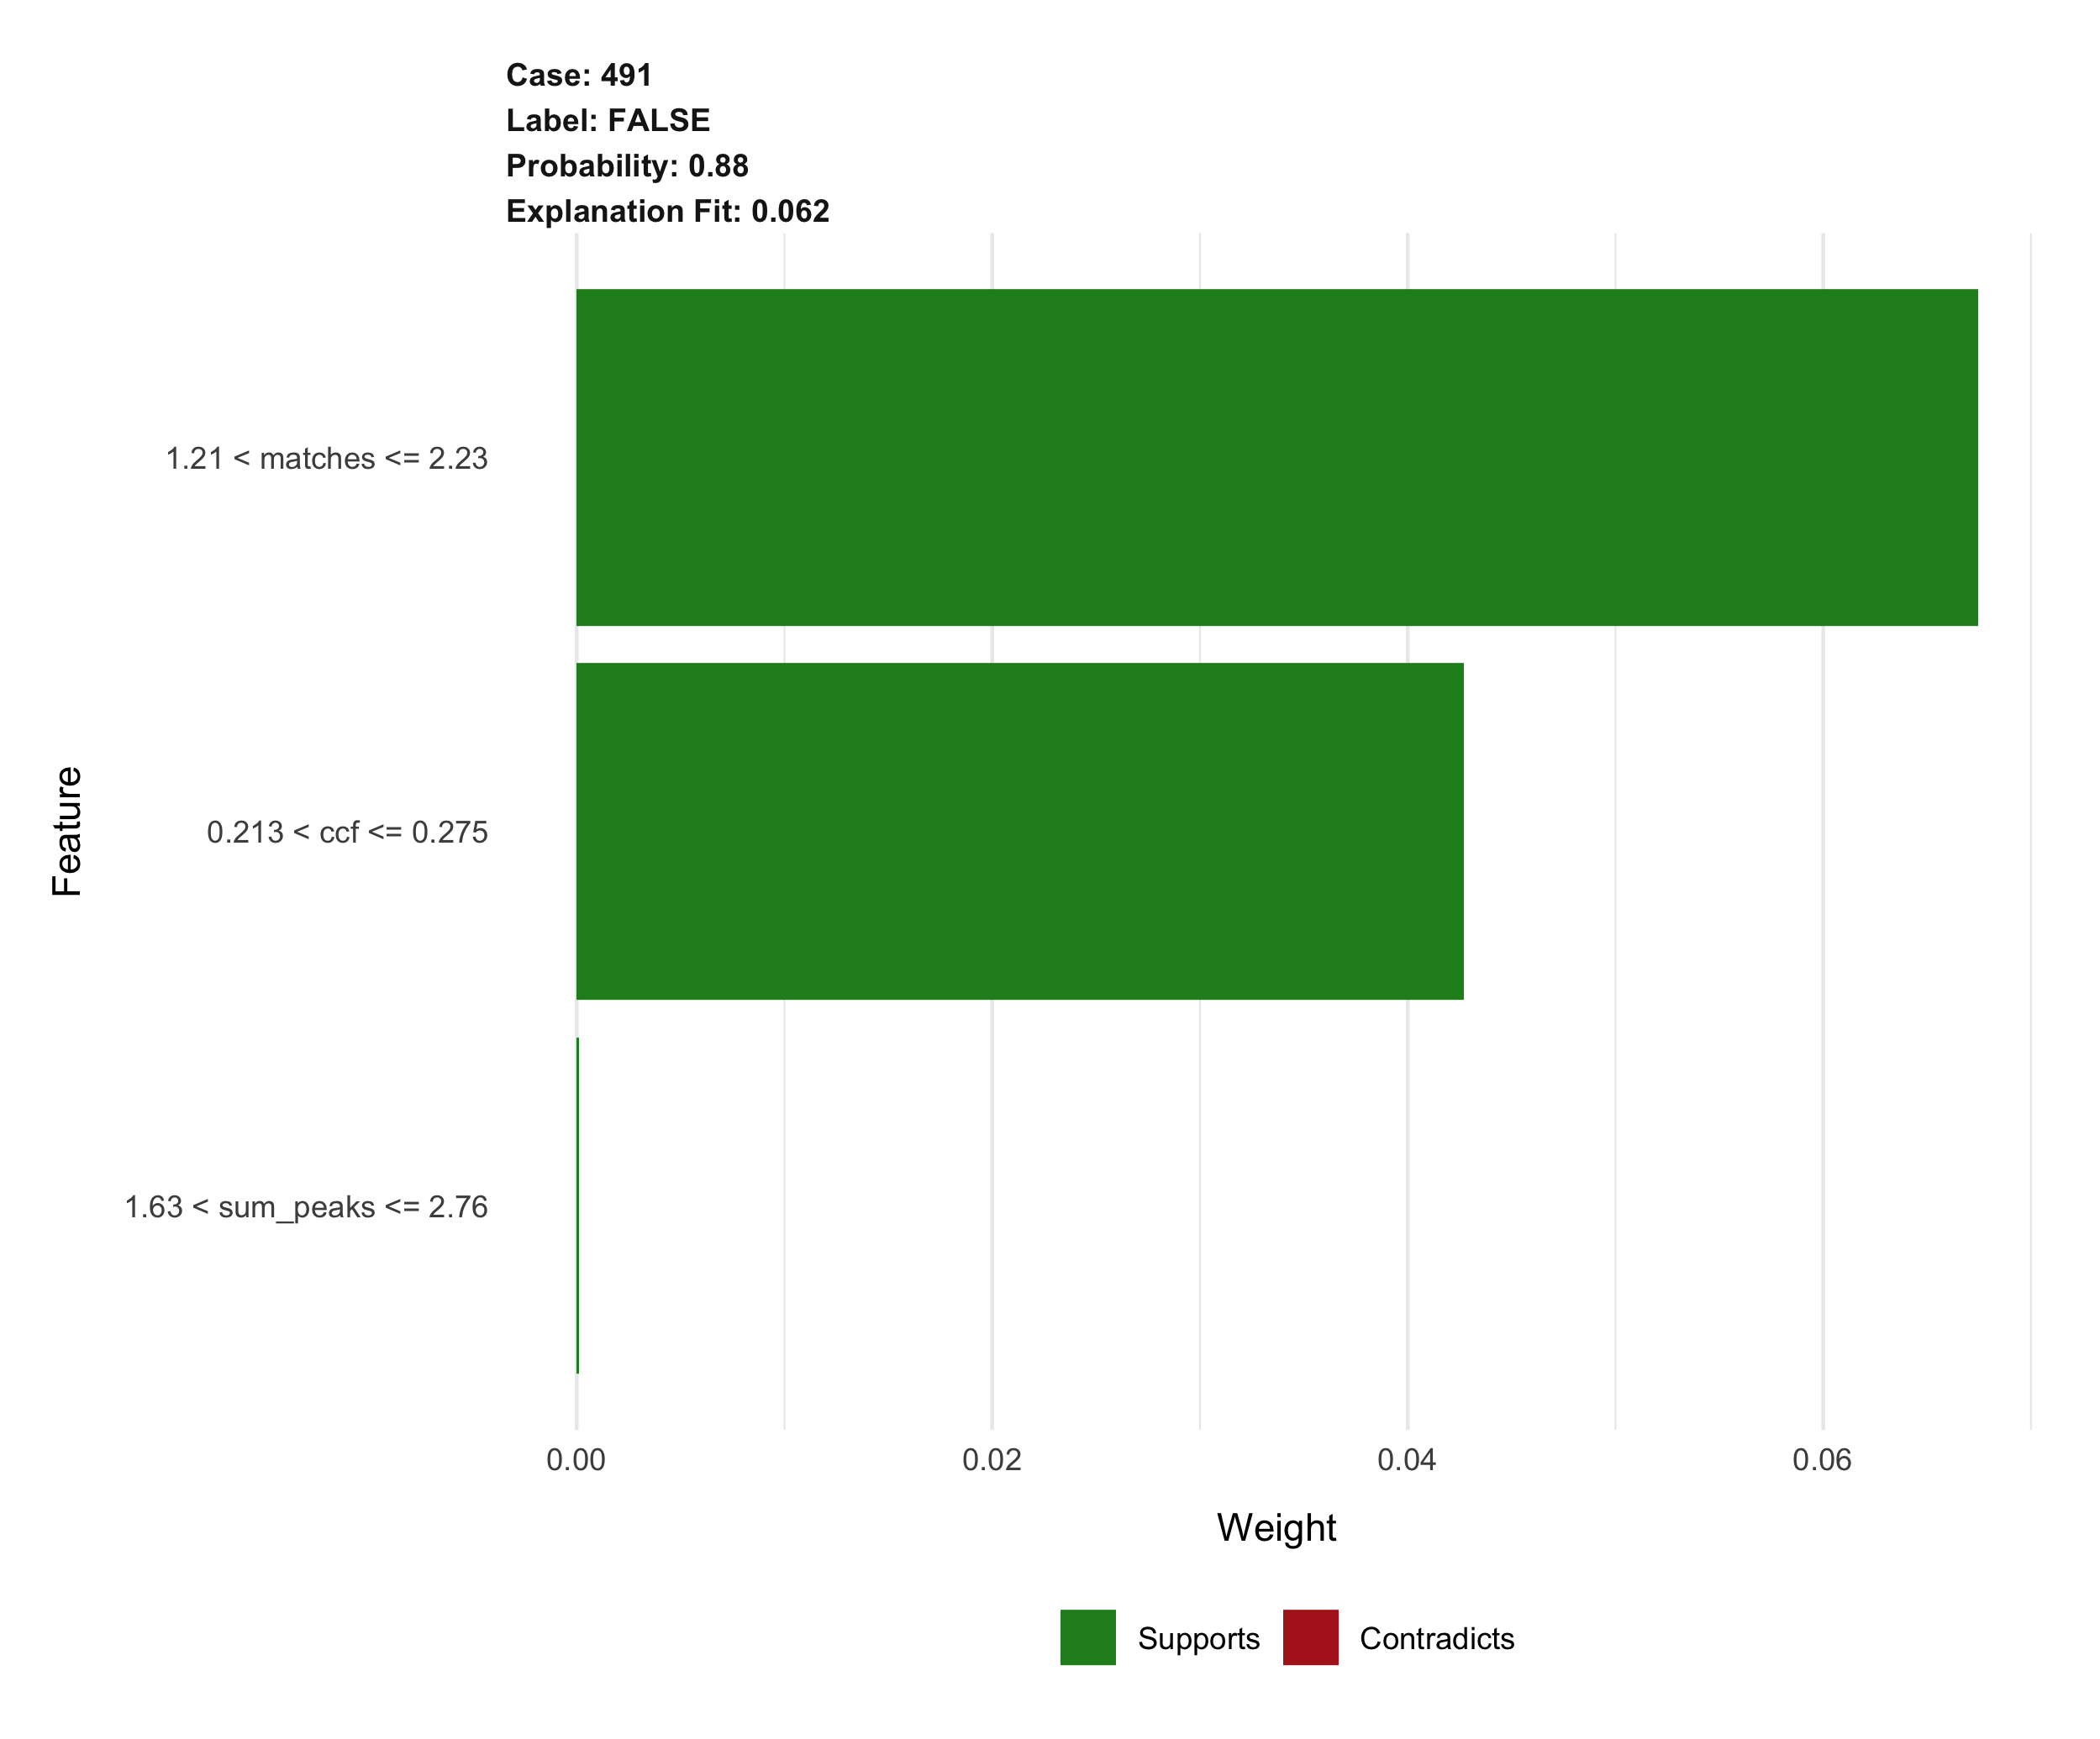 Case: 491
Label: FALSE
Probability: 0.88
Explanation Fit: 0.062
Feature
1.21 < matches <= 2.23
0.213 < ccf <= 0.275
1.63 < sum_peaks <= 2.76
0.00 0.02 0.04 0.06
Weight
Supports Contradicts